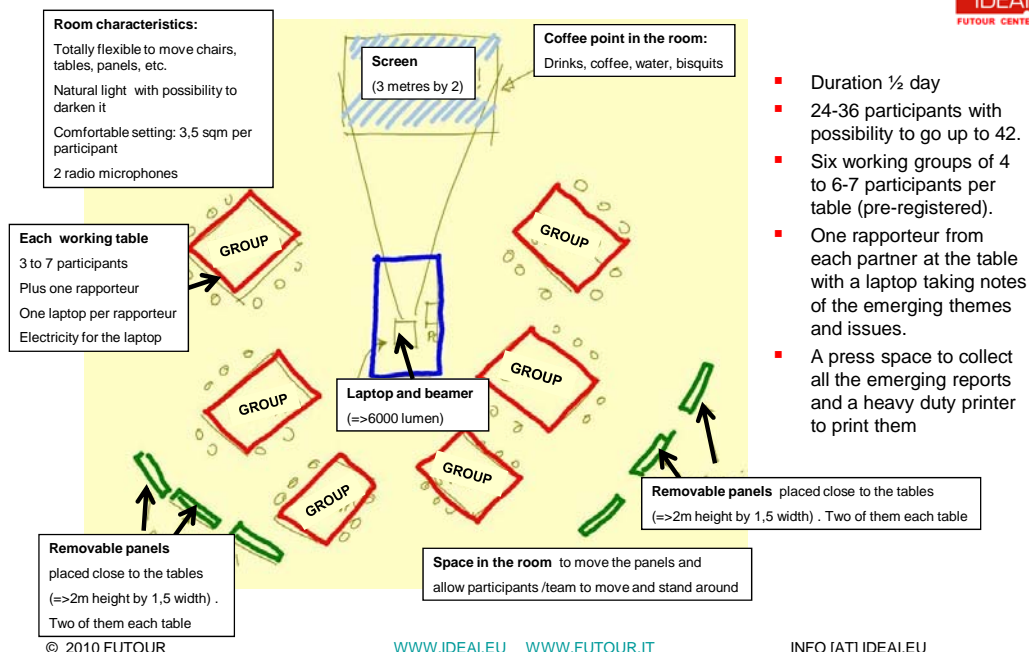 IDEAI
FUTOUR CENTE
Room characteristics:
Totally flexible to move chairs,
tables, panels, etc.
Natural light with possibility to
darken it
Comfortable setting: 3,5 sqm per
participant
2 radio microphones
Screen
(3 metres by 2)
Coffee point in the room:
Drinks, coffee, water, bisquits
Each working table
3 to 7 participants
Plus one rapporteur
One laptop per rapporteur
Electricity for the laptop
GROUP
GROUP
GROUP
GROUP
GROUP
GROUP
Laptop and beamer
(=>6000 lumen)
Removable panels
placed close to the tables
(=>2m height by 1,5 width) .
Two of them each table
Removable panels placed close to the tables
(=>2m height by 1,5 width) . Two of them each table
Space in the room to move the panels and
allow participants /team to move and stand around
Duration ½ day
24-36 participants with
possibility to go up to 42.
Six working groups of 4
to 6-7 participants per
table (pre-registered).
One rapporteur from
each partner at the table
with a laptop taking notes
of the emerging themes
and issues.
A press space to collect
all the emerging reports
and a heavy duty printer
to print them
© 2010 FUTOUR
WWW.IDEAI.EU WWW.FUTOUR.IT
INFO [AT] IDEAI.EU